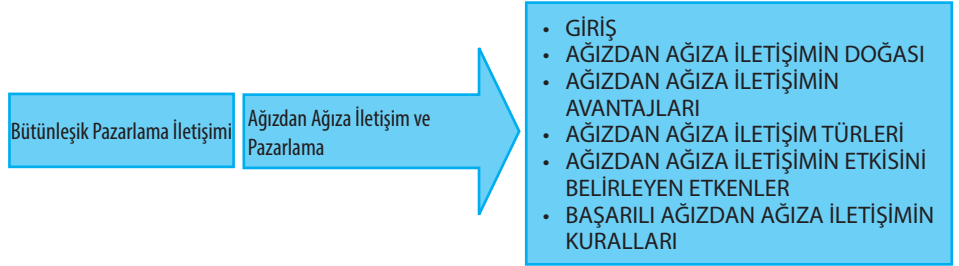 Bütünleşik Pazarlama İletişimi
Ağızdan Ağıza İletişim ve
Pazarlama
• GİRİŞ
• AĞIZDAN AĞIZA İLETİŞİMİN DOĞASI
• AĞIZDAN AĞIZA İLETİŞİMİN
AVANTAJLARI
• AĞIZDAN AĞIZA İLETİŞİM TÜRLERİ
• AĞIZDAN AĞIZA İLETİŞİMİN ETKİSİNİ
BELİRLEYEN ETKENLER
• BAŞARILI AĞIZDAN AĞIZA İLETİŞİMİN
KURALLARI